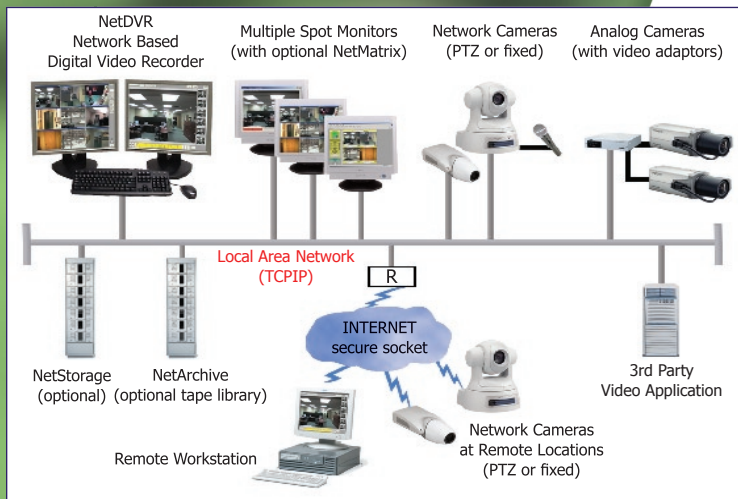 NetDVR
Network Based
Digital Video Recorder
Multiple Spot Monitors
(with optional NetMatrix)
Network Cameras
(PTZ or fixed)
Analog Cameras
(with video adaptors)
Local Area Network
(TCPIP)
R
INTERNET
secure socket
NetStorage
(optional)
NetArchive
(optional tape library)
3rd Party
Video Application
Remote Workstation
Network Cameras
at Remote Locations
(PTZ or fixed)